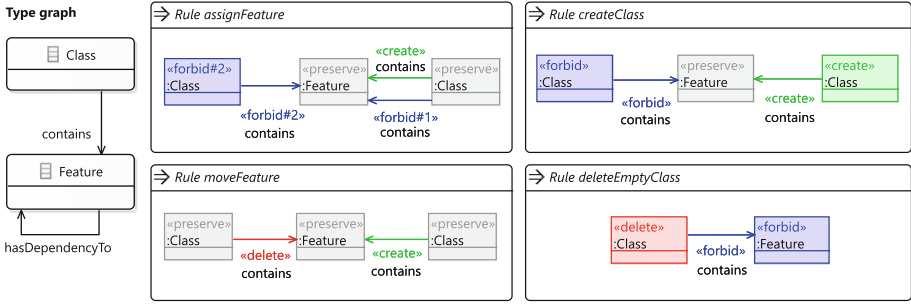 Type graph
Class
contains
Feature
hasDependencyTo
Rule assignFeature
«forbid#2»
:Class
«forbid#2»
contains
«preserve»
:Feature
«create»
contains
«forbid#1»
contains
«preserve»
:Class
Rule createClass
«forbid»
:Class
«forbid»
contains
«preserve»
:Feature
«create»
contains
«create»
:Class
Rule moveFeature
«preserve»
:Class
«delete»
contains
«preserve»
:Feature
«create»
contains
«preserve»
:Class
Rule deleteEmptyClass
«delete»
:Class
«forbid»
contains
«forbid»
:Feature